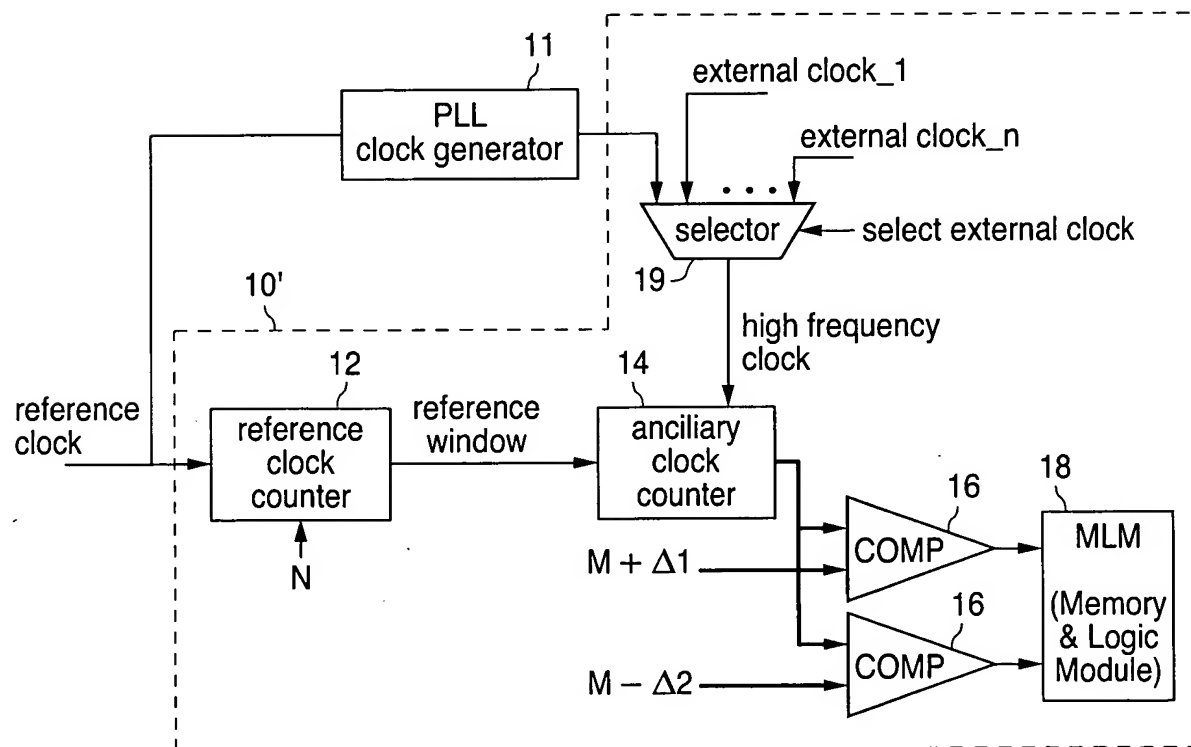 11
PLL
clock generator
external clock_1
external clock_n
• • •
selector
select external clock
19
10'
high frequency
clock
reference
clock
12
reference
clock
counter
N
reference
window
14
anciliary
clock
counter
M + Δ1
M − Δ2
16
COMP
16
COMP
18
MLM
(Memory
& Logic
Module)